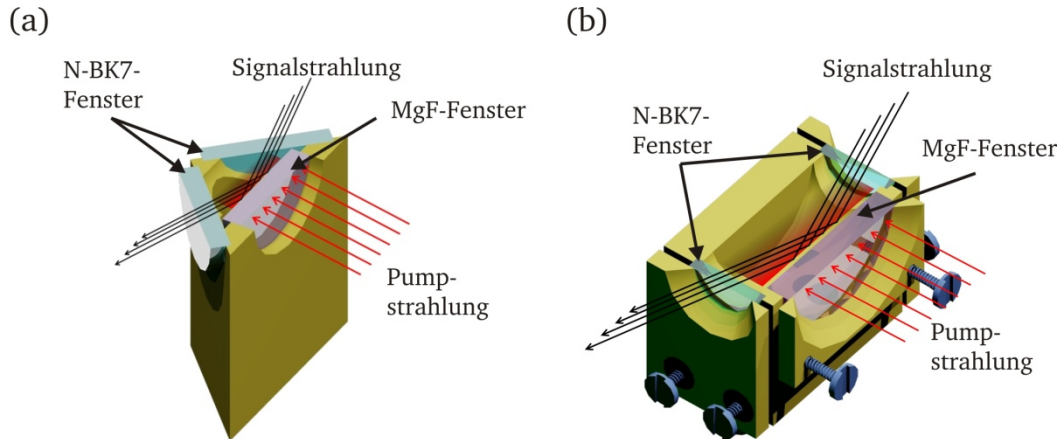 (a)
N-BK7-
Fenster
Signalstrahlung
MgF-Fenster
Pump-
strahlung
(b)
Signalstrahlung
N-BK7-
Fenster
MgF-Fenster
Pump-
strahlung